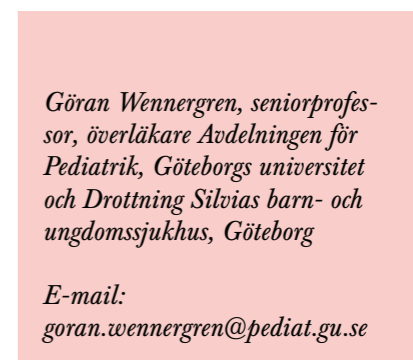 Göran Wennergren, seniorprofes-
sor, överläkare Avdelningen för
Pediatrik, Göteborgs universitet
och Drottning Silvias barn- och
ungdomssjukhus, Göteborg
E-mail:
goran.wennergren@pediat.gu.se